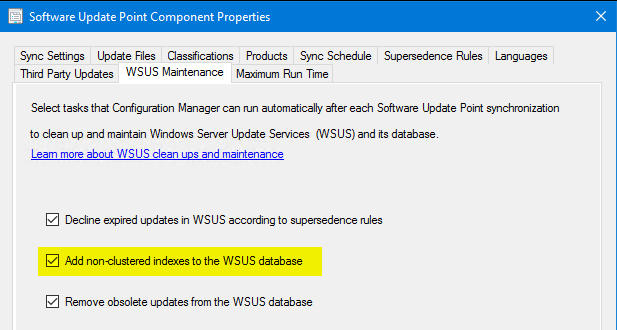 Software Update Point Component Properties
Sync Settings Update Files Classifications Products Sync Schedule Supersedence Rules Languages
Third Party Updates WSUS Maintenance Maximum Run Time
Select tasks that Configuration Manager can run automatically after each Software Update Point synchronization
to clean up and maintain Windows Server Update Services (WSUS) and its database.
Learn more about WSUS clean ups and maintenance
Decline expired updates in WSUS according to supersedence rules
Add non-clustered indexes to the WSUS database
Remove obsolete updates from the WSUS database